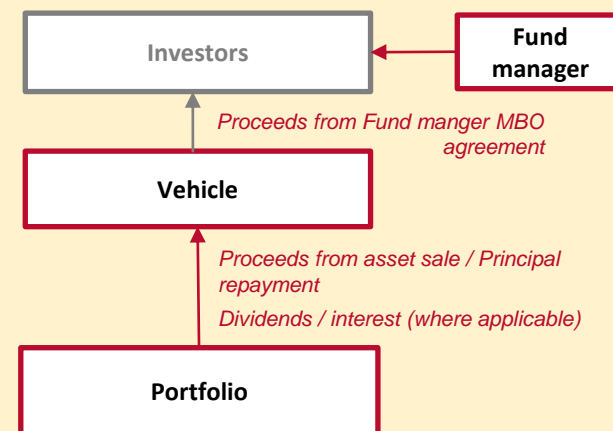 Investors
Fund
manager
Proceeds from Fund manger MBO
agreement
Vehicle
Proceeds from asset sale / Principal
repayment
Dividends / interest (where applicable)
Portfolio